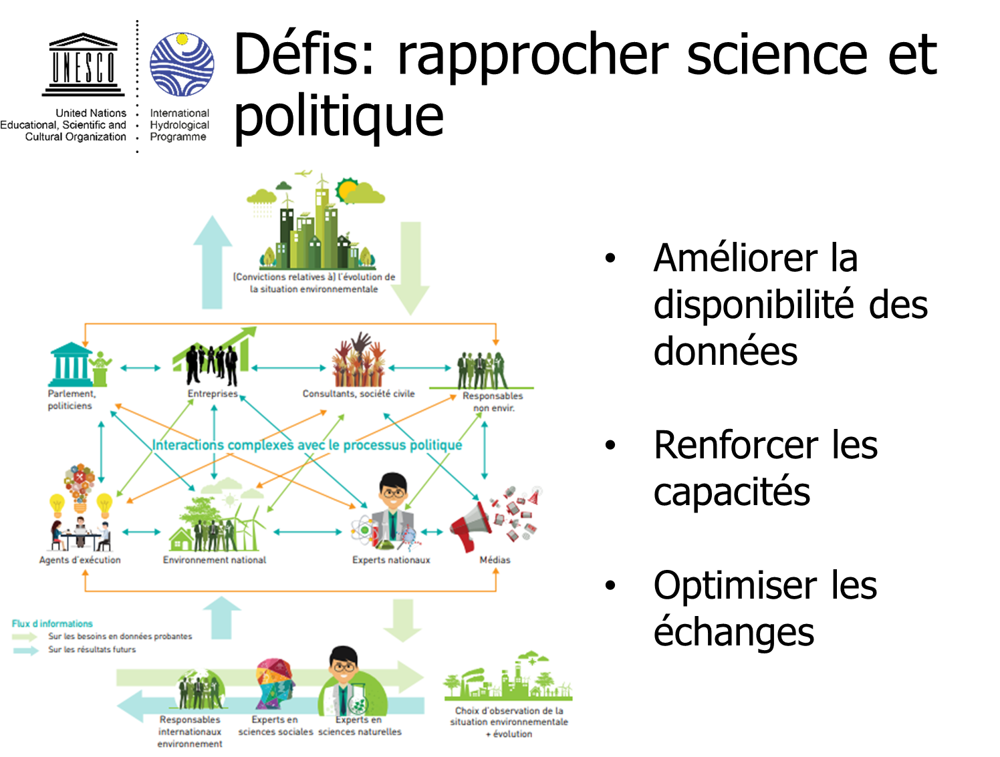 UNESCO
United Nations
Educational, Scientific and
Cultural Organization
International
Hydrological
Programme
Défis: rapprocher science et
politique
(Convictions relatives à) l'évolution de
la situation environnementale
Parlement,
politiciens
Entreprises
Consultants, société civile
Responsables
non envir.
Interactions complexes avec le processus politique
Agents d'exécution
Environnement national
Experts nationaux
Médias
Flux d informations
Sur les besoins en données probantes
Sur les résultats futurs
Responsables
internationaux
environnement
Experts en
sciences sociales
Experts en
sciences naturelles
Choix d'observation de la
situation environnementale
+ évolution
• Améliorer la
disponibilité des
données
• Renforcer les
capacités
• Optimiser les
échanges